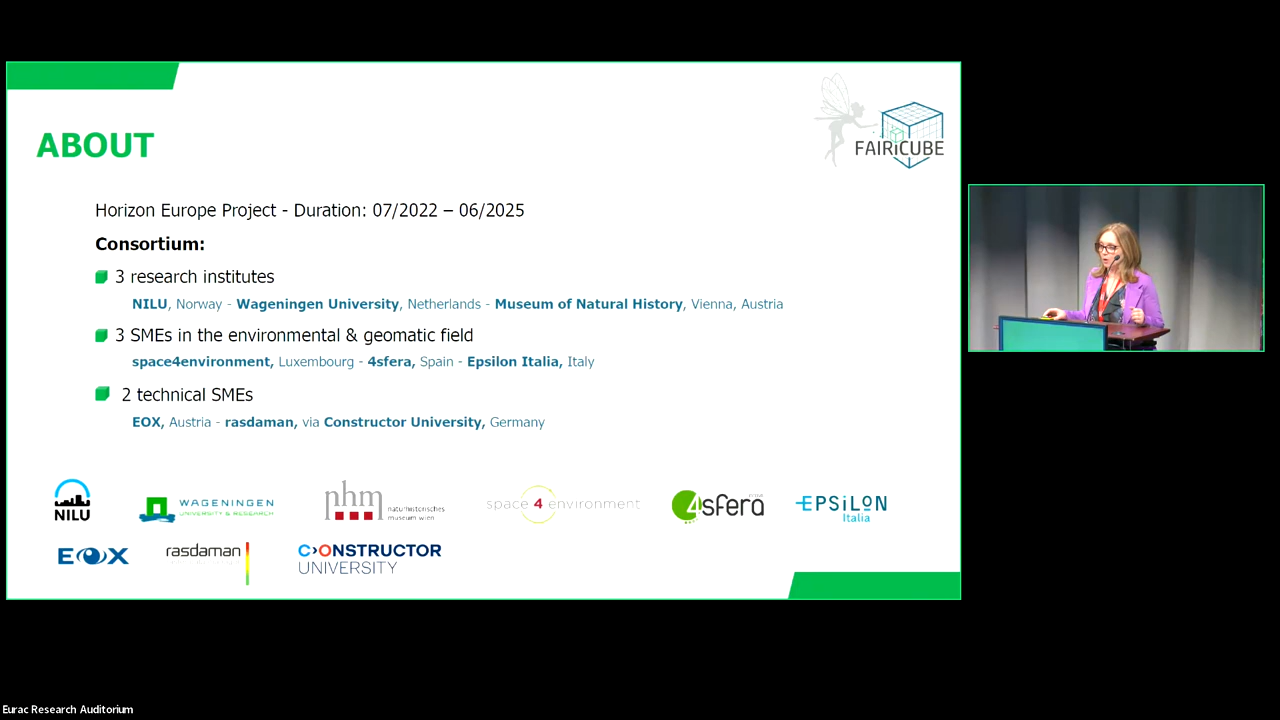 ABOUT
FAIRiCUBE
Horizon Europe Project - Duration: 07/2022 – 06/2025
Consortium:
3 research institutes
NILU, Norway - Wageningen University, Netherlands - Museum of Natural History, Vienna, Austria
3 SMEs in the environmental & geomatic field
space4environment, Luxembourg - 4sfera, Spain - Epsilon Italia, Italy
2 technical SMEs
EOX, Austria - rasdaman, via Constructor University, Germany
NILU
WAGENINGEN
UNIVERSITY & RESEARCH
nhm
naturhistorisches
museum wien
space 4 environment
4sfera
EPSILON
Italia
EOX
rasdaman
CONSTRUCTOR
UNIVERSITY
Eurac Research Auditorium